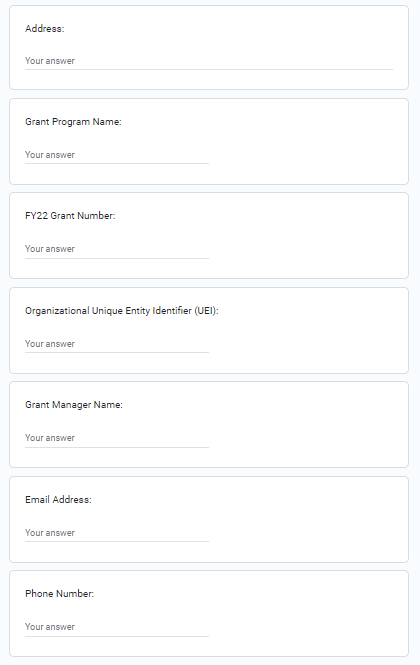 Address:
Your answer
Grant Program Name:
Your answer
FY22 Grant Number:
Your answer
Organizational Unique Entity Identifier (UEI):
Your answer
Grant Manager Name:
Your answer
Email Address:
Your answer
Phone Number:
Your answer